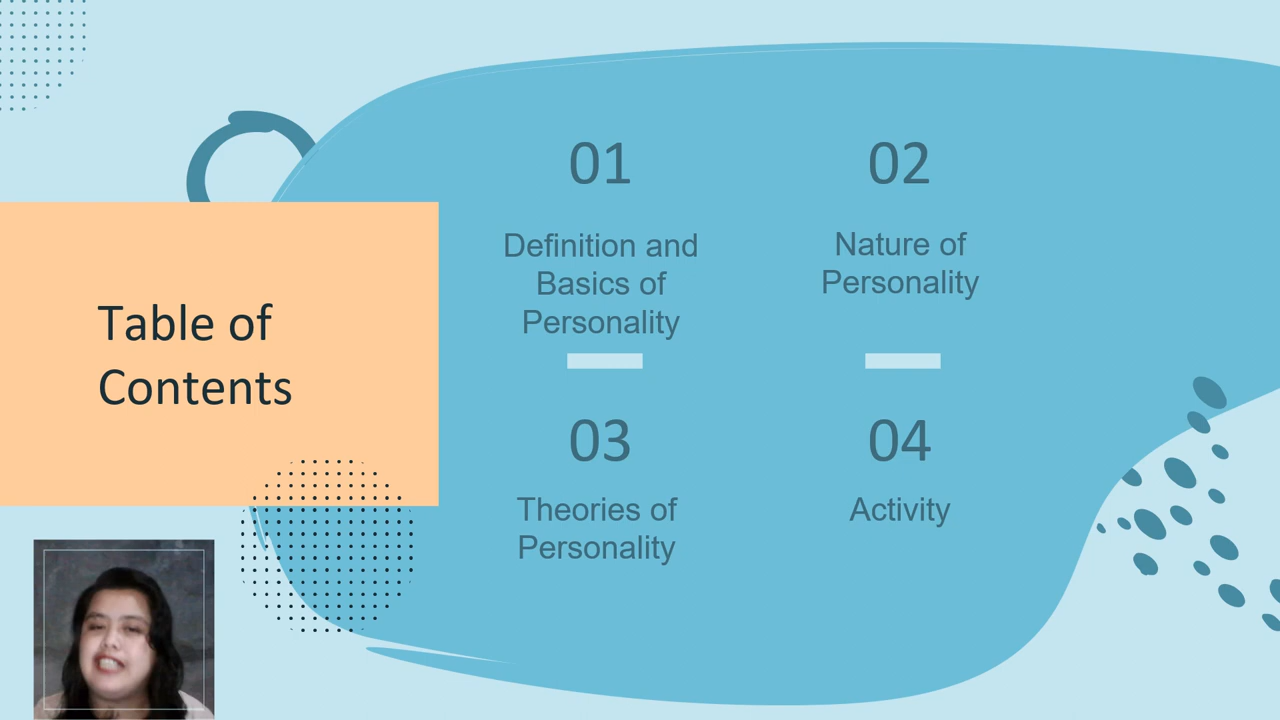 Table of
Contents
01
Definition and
Basics of
Personality
02
Nature of
Personality
03
Theories of
Personality
04
Activity